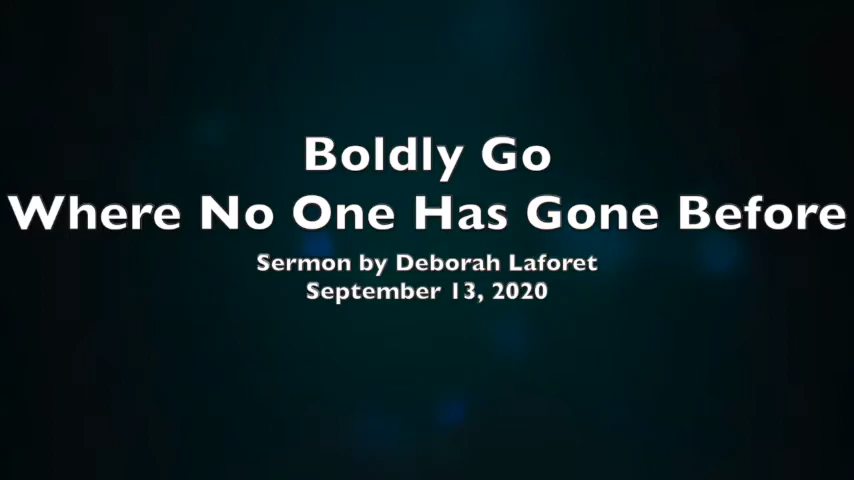 Boldly Go
Where No One Has Gone Before
Sermon by Deborah Laforet
September 13, 2020